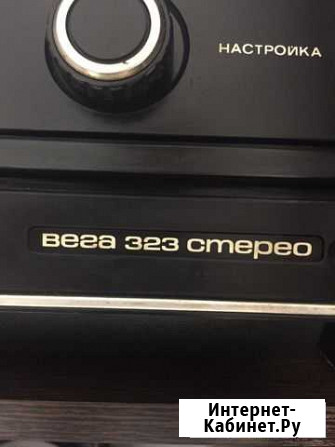 НАСТРОЙКА
вега 323 стерео
Интернет-
Кабинет.Ру